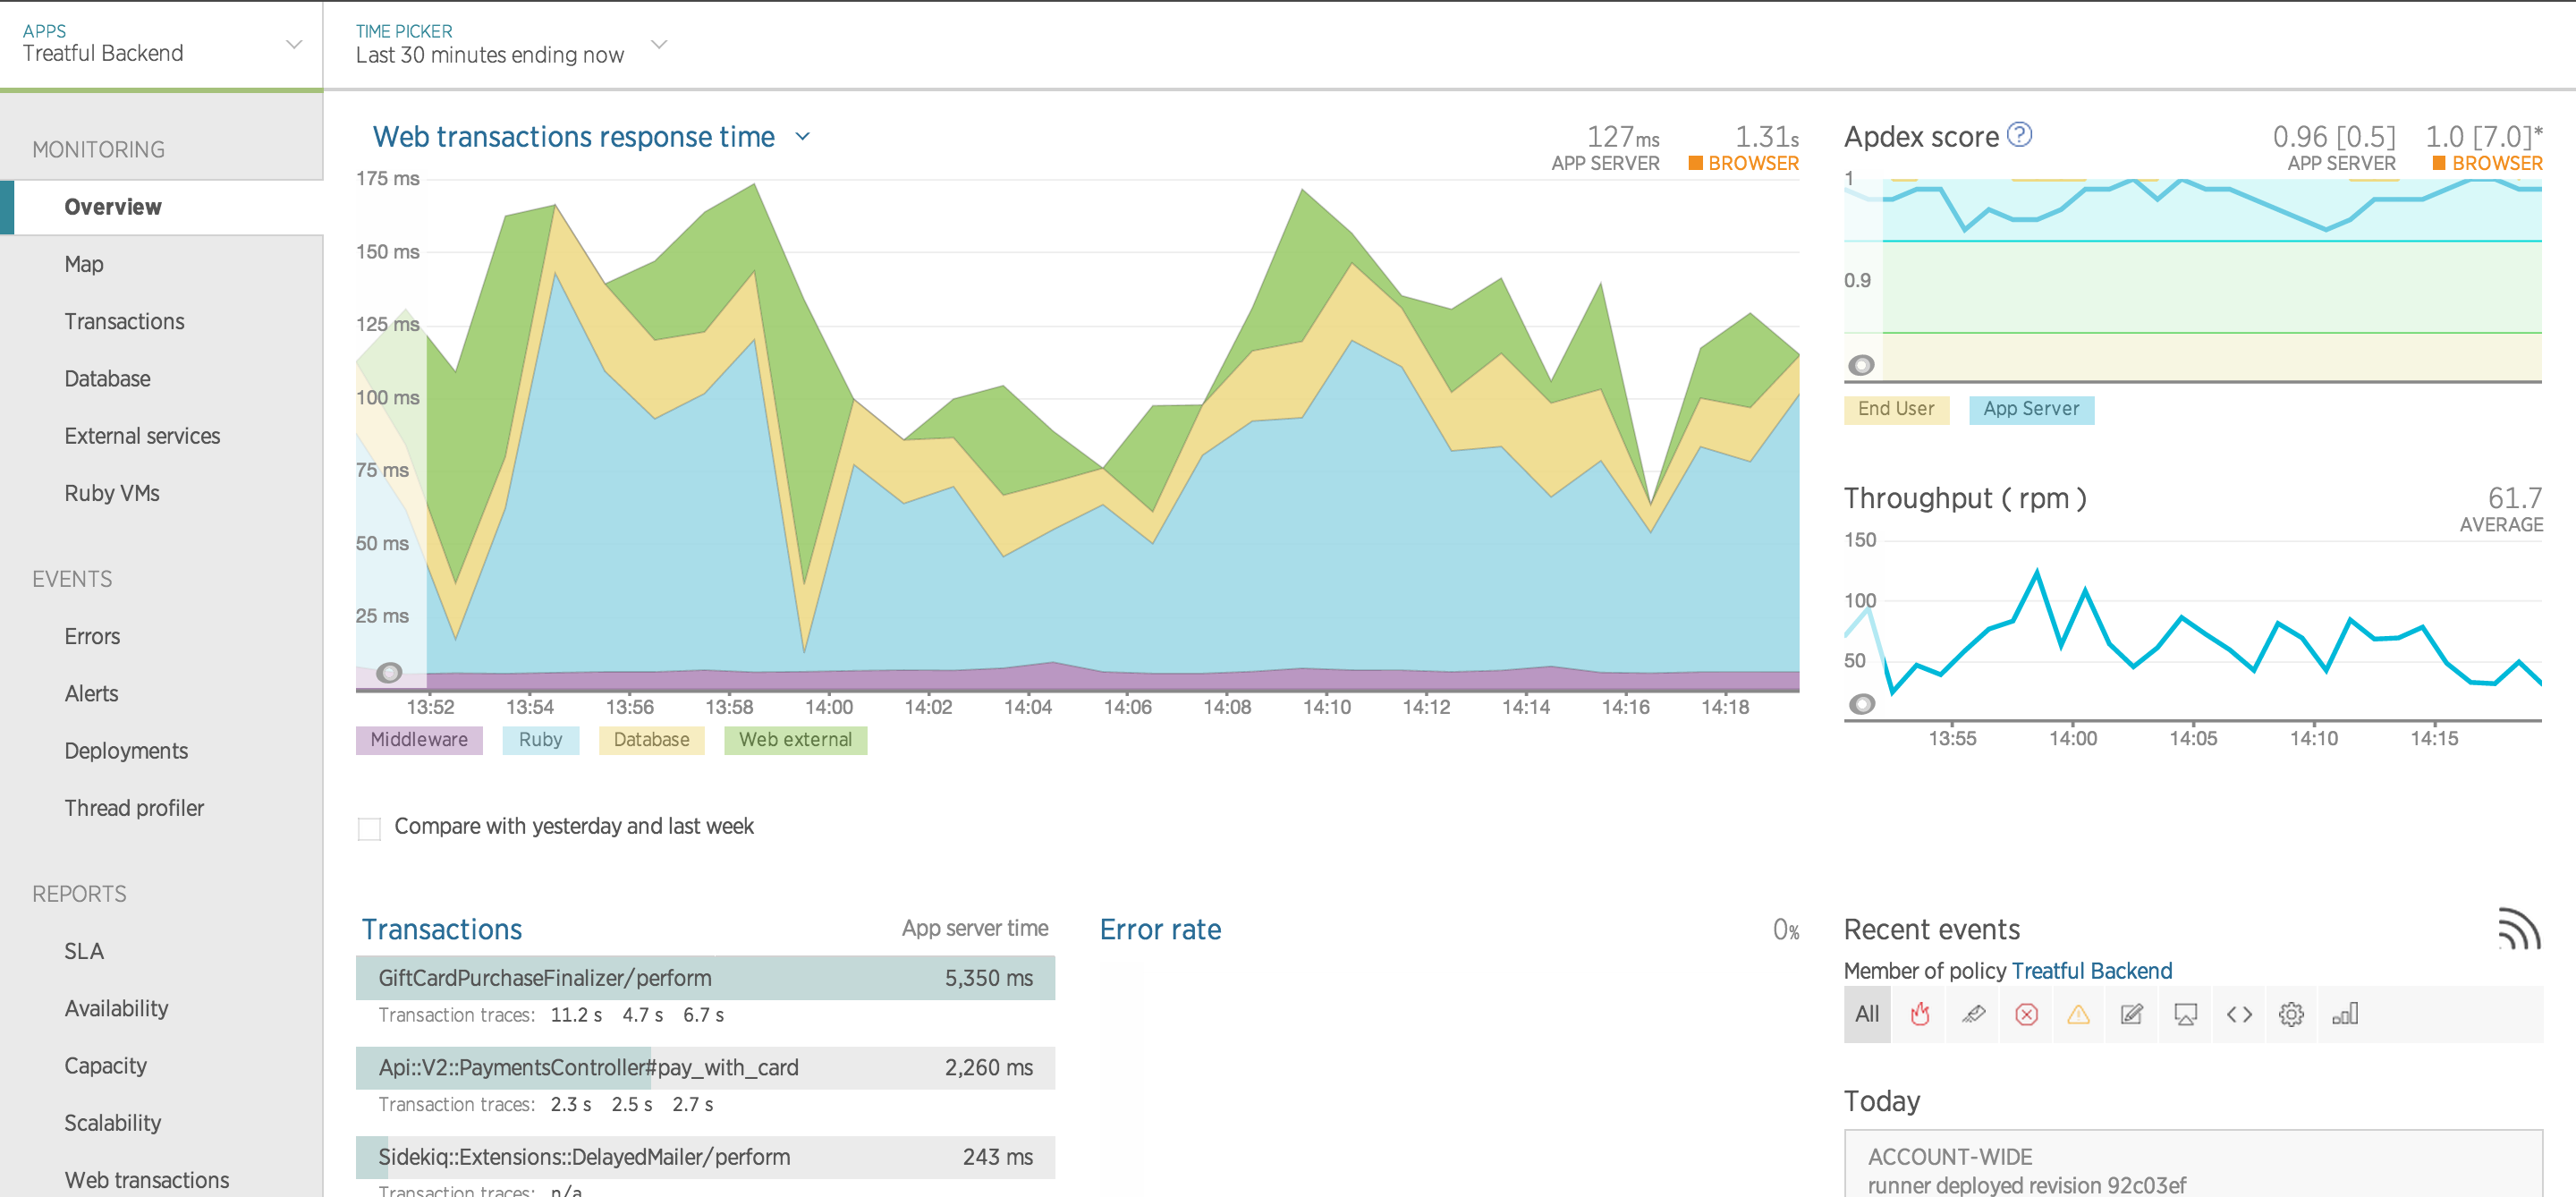 APPS
Treatful Backend
TIME PICKER
Last 30 minutes ending now
MONITORING
Overview
Map
Transactions
Database
External services
Ruby VMs
EVENTS
Errors
Alerts
Deployments
Thread profiler
REPORTS
SLA
Availability
Capacity
Scalability
Web transactions
Web transactions response time
127ms
APP SERVER
1.31s
BROWSER
175 ms
150 ms
125 ms
100 ms
75 ms
50 ms
25 ms
13:52 13:54 13:56 13:58 14:00 14:02 14:04 14:06 14:08 14:10 14:12 14:14 14:16 14:18
Middleware Ruby Database Web external
Compare with yesterday and last week
Apdex score ?
0.96 [0.5]
APP SERVER
1.0 [7.0]*
BROWSER
1
0.9
End User App Server
Throughput ( rpm )
61.7
AVERAGE
150
100
50
13:55 14:00 14:05 14:10 14:15
Transactions App server time
GiftCardPurchaseFinalizer/perform 5,350 ms
Transaction traces: 11.2 s 4.7 s 6.7 s
Api::V2::PaymentsController#pay_with_card 2,260 ms
Transaction traces: 2.3 s 2.5 s 2.7 s
Sidekiq::Extensions::DelayedMailer/perform 243 ms
Transaction traces: n/a
Error rate 0%
Recent events
Member of policy Treatful Backend
All
Today
ACCOUNT-WIDE
runner deployed revision 92c03ef